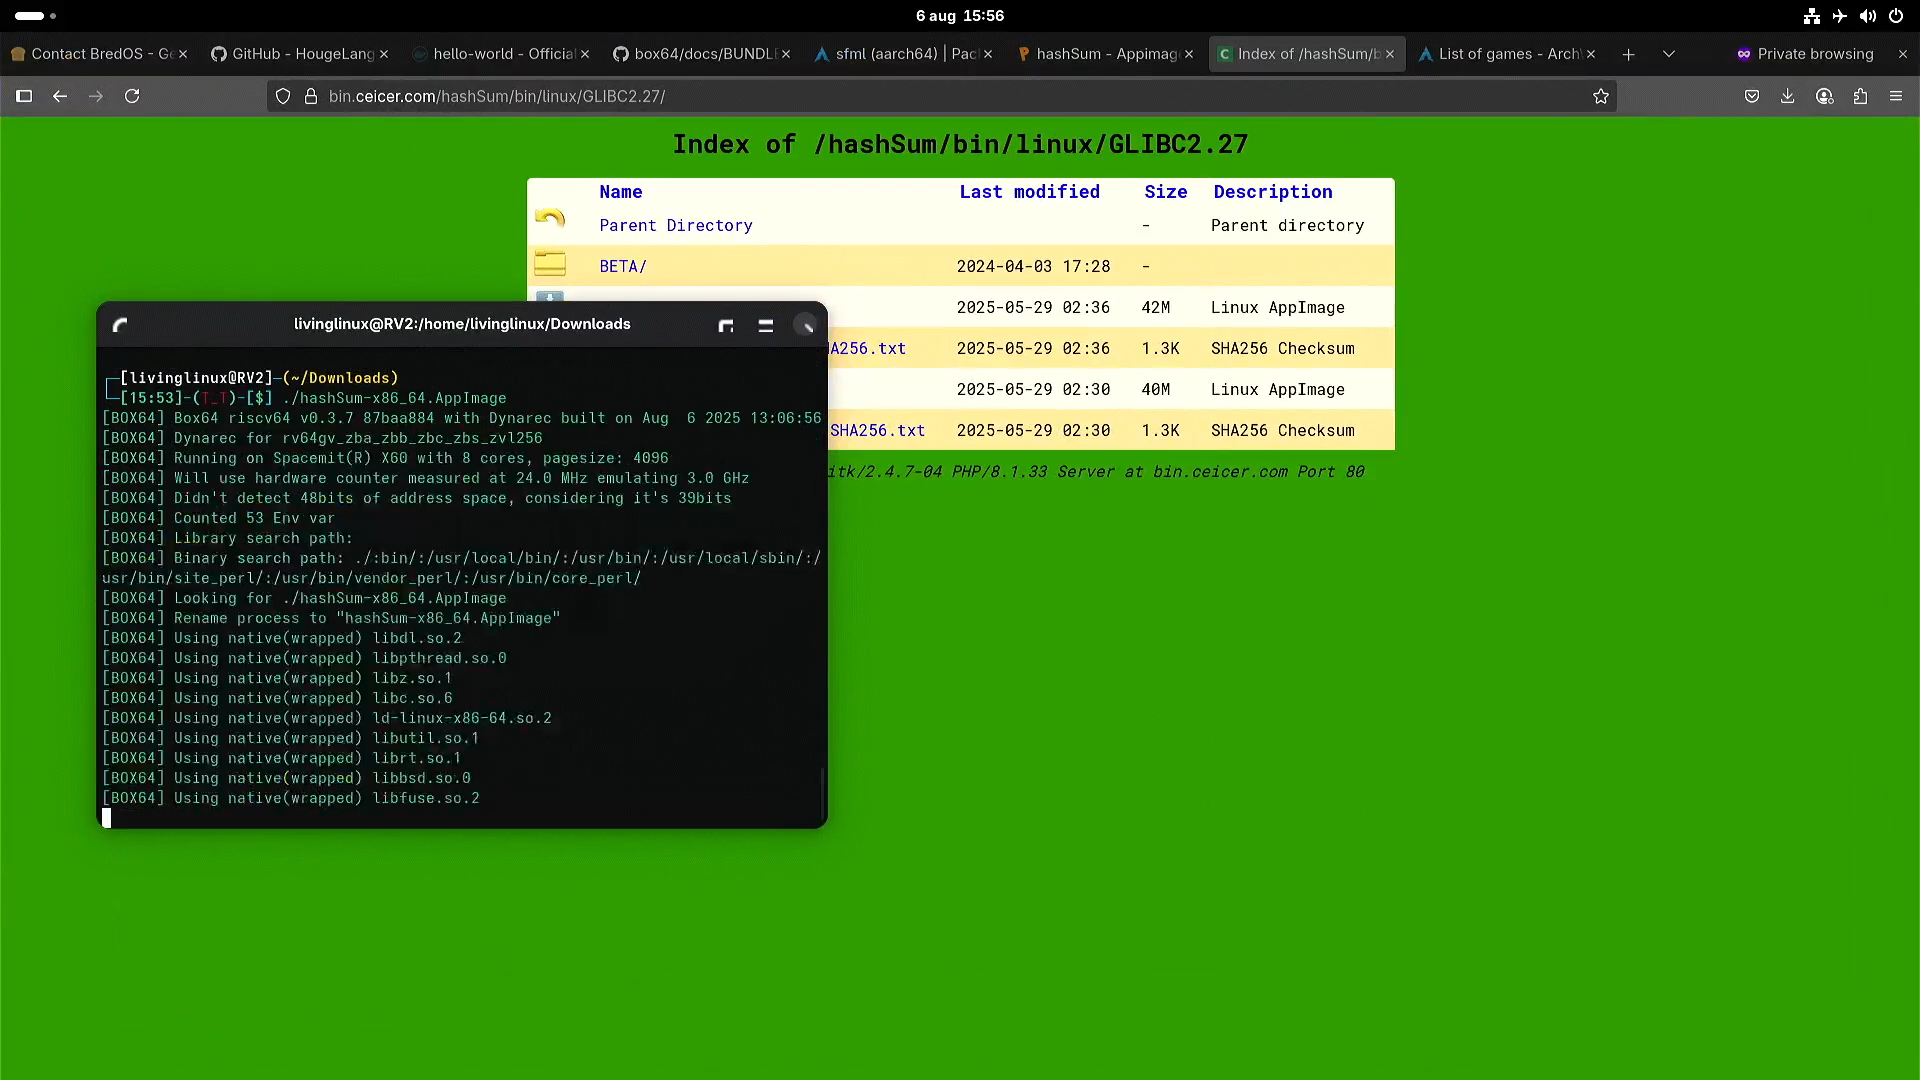 6 aug 15:56
Contact BredOS - Ge
GitHub - HougeLang
hello-world - Official
box64/docs/BUNDLE
sfml (aarch64) | Pac
hashSum - Appimage
Index of /hashSum/b
List of games - ArchW
Private browsing
bin.ceicer.com/hashSum/bin/linux/GLIBC2.27/
Index of /hashSum/bin/linux/GLIBC2.27
Name Last modified Size Description
Parent Directory - Parent directory
BETA/ 2024-04-03 17:28 -
2025-05-29 02:36 42M Linux AppImage
A256.txt 2025-05-29 02:36 1.3K SHA256 Checksum
2025-05-29 02:30 40M Linux AppImage
SHA256.txt 2025-05-29 02:30 1.3K SHA256 Checksum
itk/2.4.7-04 PHP/8.1.33 Server at bin.ceicer.com Port 80
livinglinux@RV2:/home/livinglinux/Downloads
[livinglinux@RV2]-(~/Downloads)
[15:53]-(T_T)-[$] ./hashSum-x86_64.AppImage
[BOX64] Box64 riscv64 v0.3.7 87baa884 with Dynarec built on Aug  6 2025 13:06:56
[BOX64] Dynarec for rv64gv_zba_zbb_zbc_zbs_zvl256
[BOX64] Running on Spacemit(R) X60 with 8 cores, pagesize: 4096
[BOX64] Will use hardware counter measured at 24.0 MHz emulating 3.0 GHz
[BOX64] Didn't detect 48bits of address space, considering it's 39bits
[BOX64] Counted 53 Env var
[BOX64] Library search path:
[BOX64] Binary search path: ./:bin/:/usr/local/bin/:/usr/bin/:/usr/local/sbin/:/
usr/bin/site_perl/:/usr/bin/vendor_perl/:/usr/bin/core_perl/
[BOX64] Looking for ./hashSum-x86_64.AppImage
[BOX64] Rename process to "hashSum-x86_64.AppImage"
[BOX64] Using native(wrapped) libdl.so.2
[BOX64] Using native(wrapped) libpthread.so.0
[BOX64] Using native(wrapped) libz.so.1
[BOX64] Using native(wrapped) libc.so.6
[BOX64] Using native(wrapped) ld-linux-x86-64.so.2
[BOX64] Using native(wrapped) libutil.so.1
[BOX64] Using native(wrapped) librt.so.1
[BOX64] Using native(wrapped) libbsd.so.0
[BOX64] Using native(wrapped) libfuse.so.2